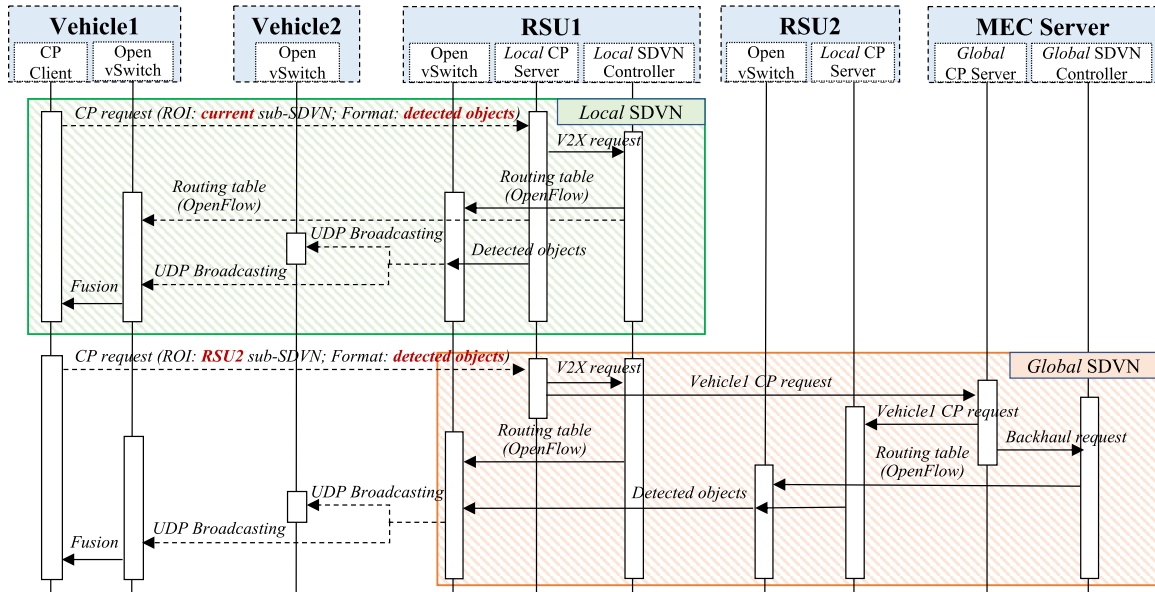 Vehicle1
Vehicle2
RSU1
RSU2
MEC Server
CP
Client
Open
vSwitch
Open
vSwitch
Open
vSwitch
Local CP
Server
Local SDVN
Controller
Open
vSwitch
Local CP
Server
Global
CP Server
Global SDVN
Controller
CP request (ROI: current sub-SDVN; Format: detected objects)
Local SDVN
V2X request
Routing table
(OpenFlow)
Routing table
(OpenFlow)
UDP Broadcasting
Detected objects
UDP Broadcasting
Fusion
CP request (ROI: RSU2 sub-SDVN; Format: detected objects)
Global SDVN
V2X request
Vehicle1 CP request
Vehicle1 CP request
Routing table
(OpenFlow)
Backhaul request
Routing table
(OpenFlow)
UDP Broadcasting
Detected objects
UDP Broadcasting
Fusion